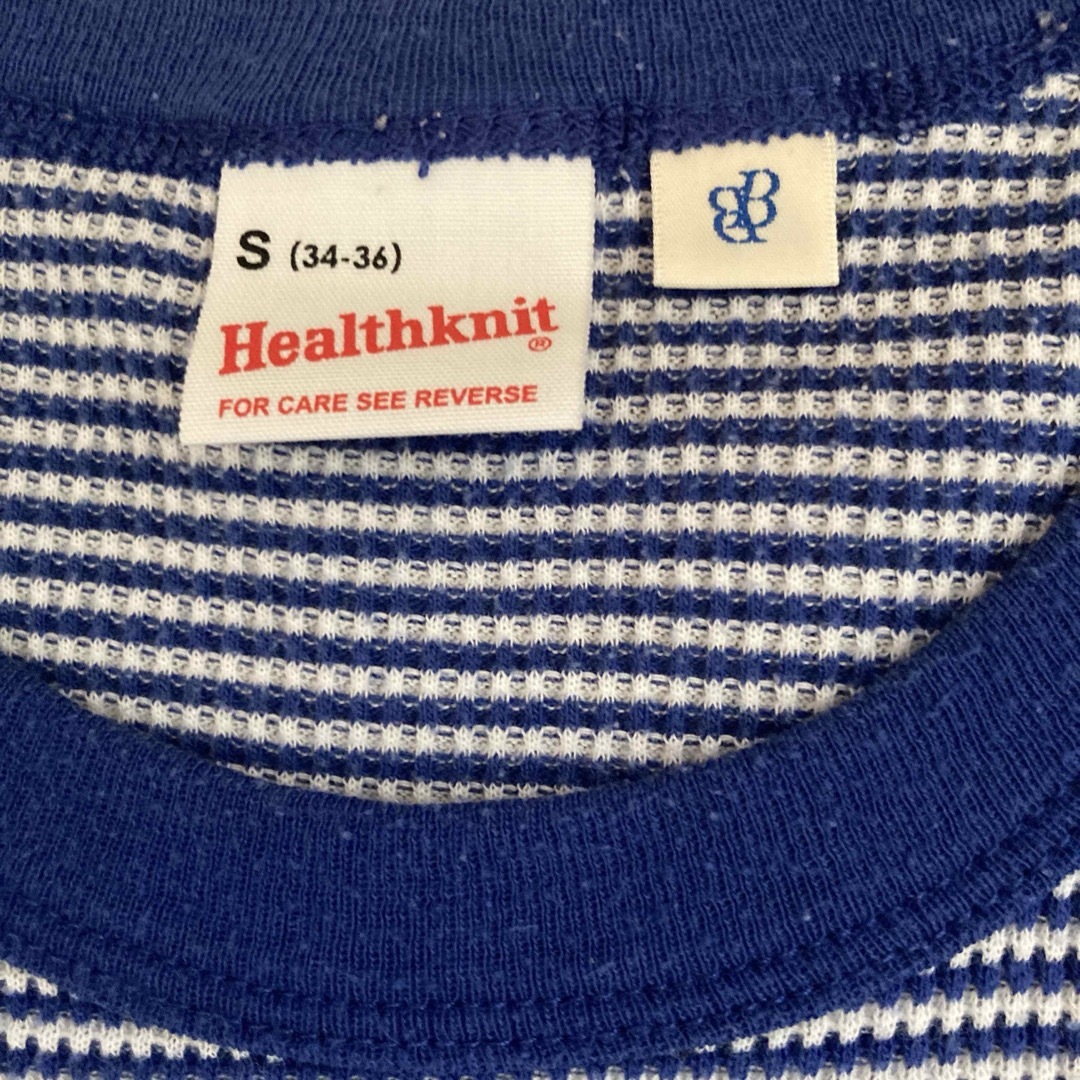 S (34-36)
Healthknit®
FOR CARE SEE REVERSE